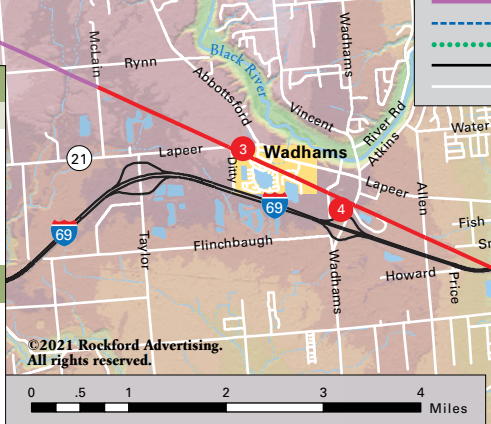 McLain
Rynn
Wadhams
Black River
Abbottsford
Vincent
River Rd
Water
Atkins
21
Lapeer
3
Wadhams
Ditty
Lapeer
Allen
69
4
69
Fish
Taylor
Flinchbaugh
Wadhams
Howard
Price
©2021 Rockford Advertising.
All rights reserved.
0 .5 1 2 3 4 Miles